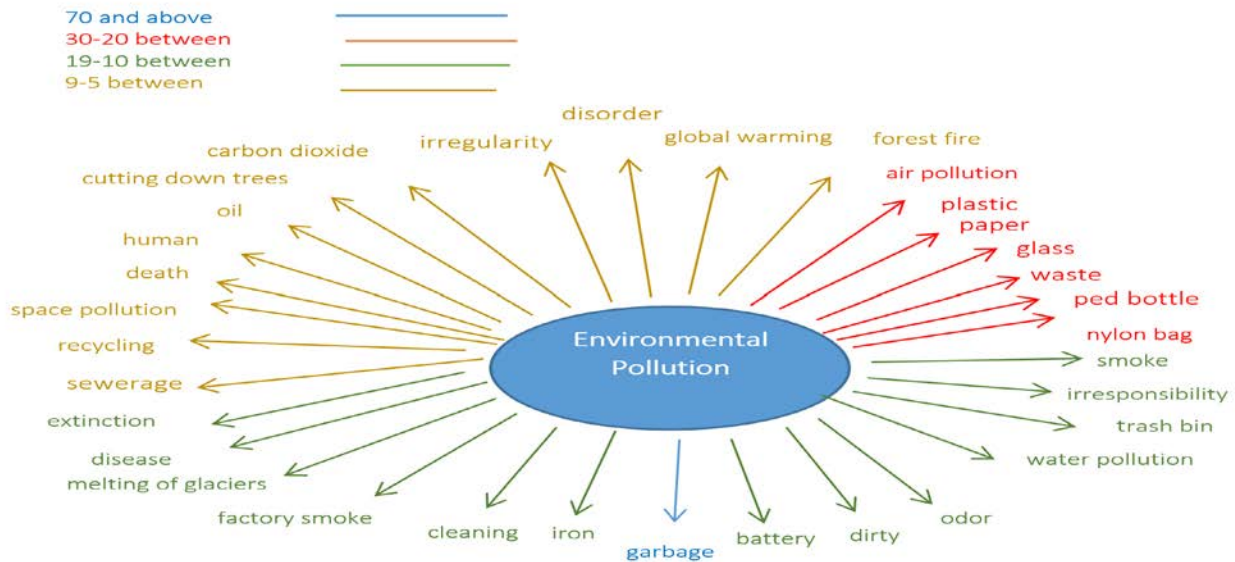 70 and above
30-20 between
19-10 between
9-5 between
disorder
irregularity
global warming
forest fire
carbon dioxide
cutting down trees
air pollution
oil
plastic
paper
human
glass
death
waste
space pollution
ped bottle
recycling
nylon bag
Environmental
Pollution
smoke
sewerage
irresponsibility
extinction
trash bin
disease
water pollution
melting of glaciers
factory smoke
cleaning
iron
garbage
battery
dirty
odor